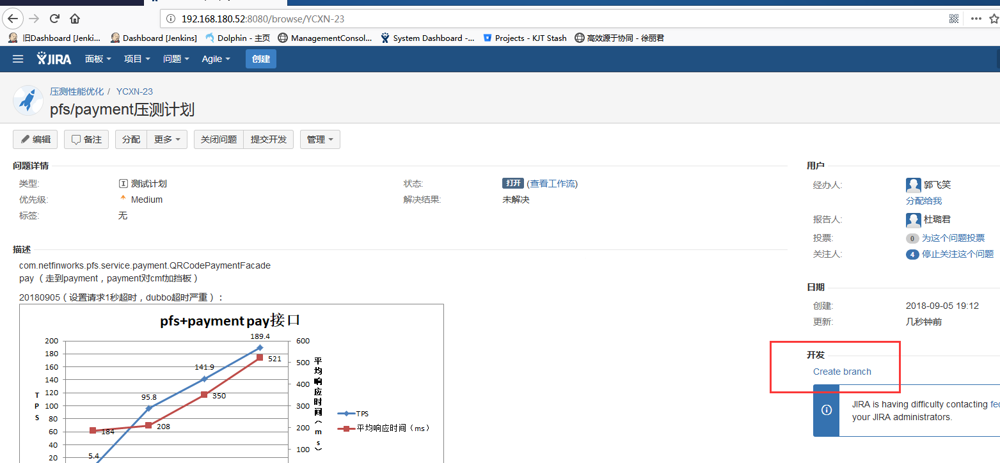 192.168.180.52:8080/browse/YCXN-23
旧Dashboard [Jenki...
Dashboard [Jenkins]
Dolphin - 主页
ManagementConsol...
System Dashboard -...
Projects - KJT Stash
高效源于协同 - 徐丽君
JIRA 面板 项目 问题 Agile 创建
压测性能优化 / YCXN-23
pfs/payment压测计划
编辑 备注 分配 更多 关闭问题 提交开发 管理
问题详情
类型: 测试计划
优先级: Medium
标签: 无
状态: 打开 (查看工作流)
解决结果: 未解决
描述
com.netfinworks.pfs.service.payment.QRCodePaymentFacade
pay （走到payment，payment对cmf加挡板）
20180905（设置请求1秒超时，dubbo超时严重）：
pfs+payment pay接口
200
180
160
140
120
100
80
60
40
20
TPS
5.4
95.8
141.9
189.4
184
208
350
521
600
500
400
300
200
100
平均响应时间（ms）
TPS
平均响应时间（ms）
用户
经办人: 郭飞笑
分配给我
报告人: 杜璐君
投票: 0 为这个问题投票
关注人: 4 停止关注这个问题
日期
创建: 2018-09-05 19:12
更新: 几秒钟前
开发
Create branch
JIRA is having difficulty contacting
your JIRA administrators.